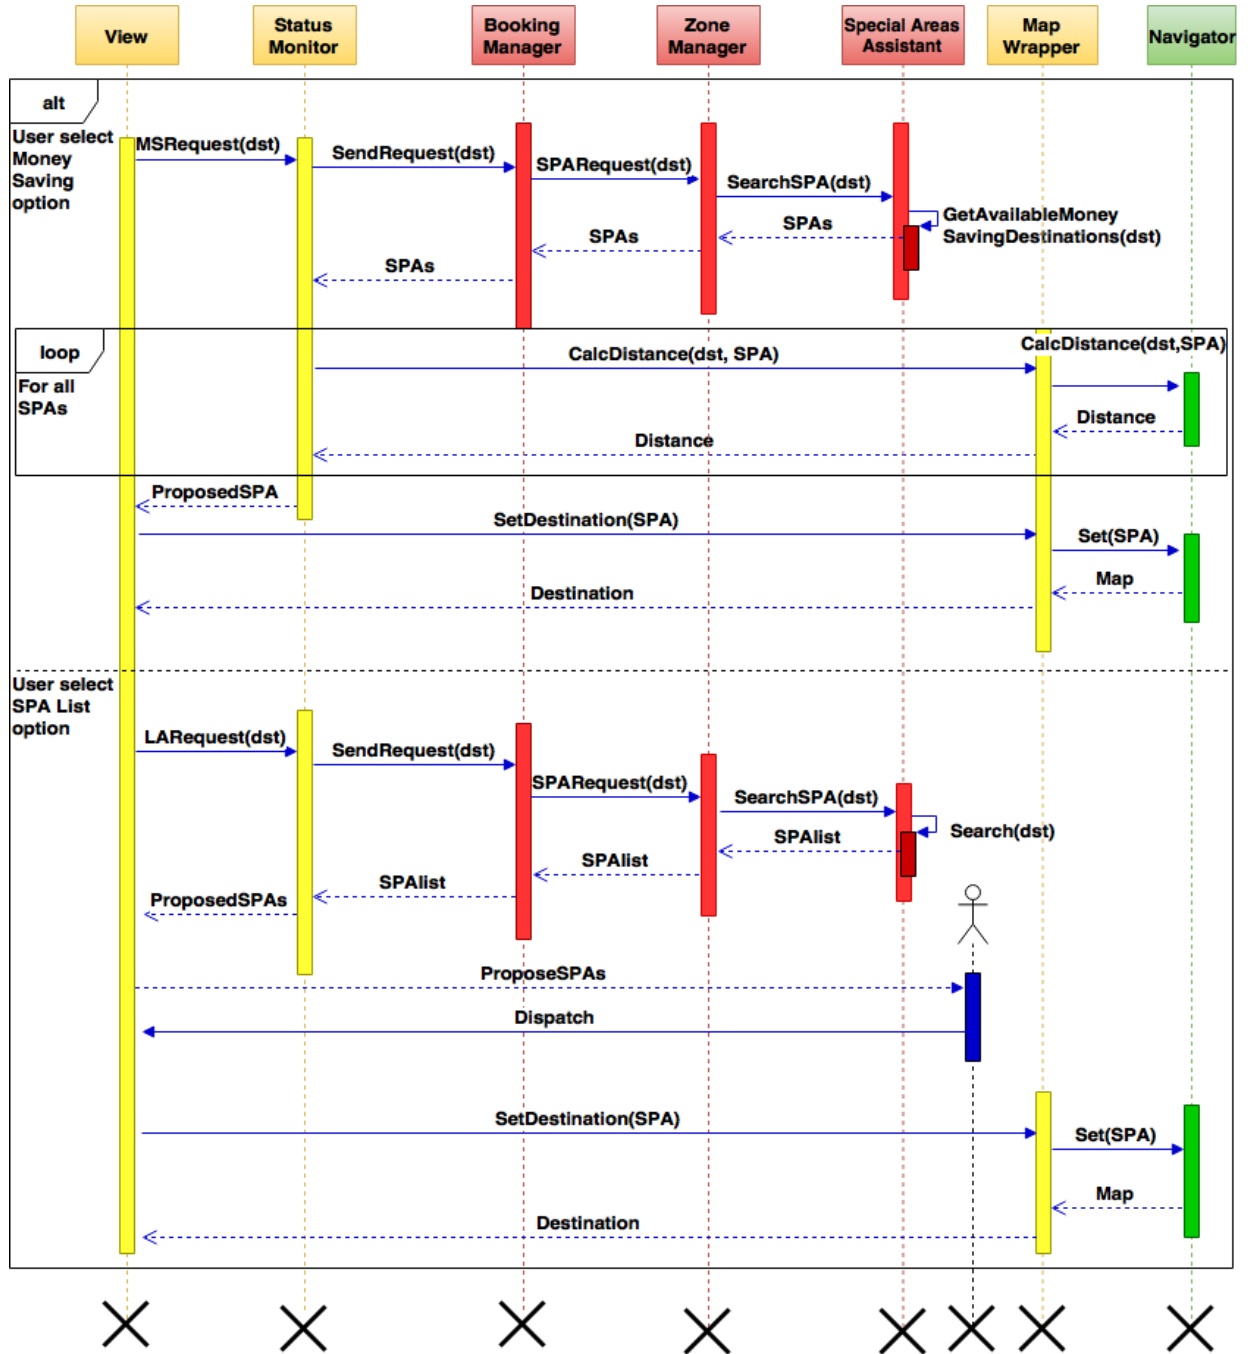 View
Status
Monitor
Booking
Manager
Zone
Manager
Special Areas
Assistant
Map
Wrapper
Navigator
alt
User select
Money
Saving
option
MSRequest(dst)
SendRequest(dst)
SPARequest(dst)
SearchSPA(dst)
GetAvailableMoney
SavingDestinations(dst)
SPAs
SPAs
SPAs
loop
For all
SPAs
CalcDistance(dst, SPA)
CalcDistance(dst,SPA)
Distance
Distance
ProposedSPA
SetDestination(SPA)
Set(SPA)
Map
Destination
User select
SPA List
option
LARequest(dst)
SendRequest(dst)
SPARequest(dst)
SearchSPA(dst)
Search(dst)
SPAlist
SPAlist
SPAlist
ProposedSPAs
ProposeSPAs
Dispatch
SetDestination(SPA)
Set(SPA)
Map
Destination